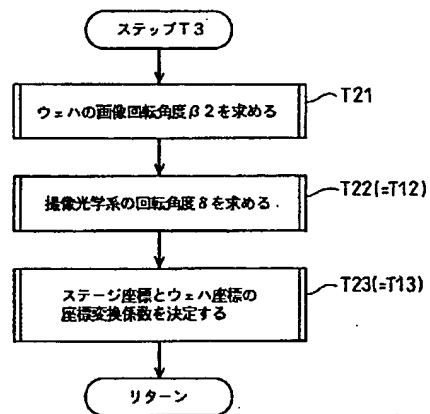 ステップT3
ウェハの画像回転角度β2を求める
T21
撮像光学系の回転角度δを求める.
T22(=T12)
ステージ座標とウェハ座標の
座標変換係数を決定する
T23(=T13)
リターン